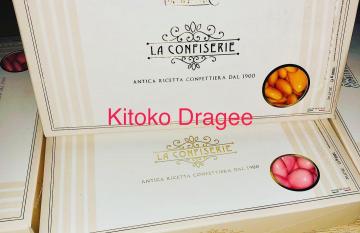 LA CONFISERIE
ANTICA RICETTA CONFETTIERA DAL 1900
Kitoko Dragee
LA CONFISERIE
ANTICA RICETTA CONFETTIERA DAL 1900